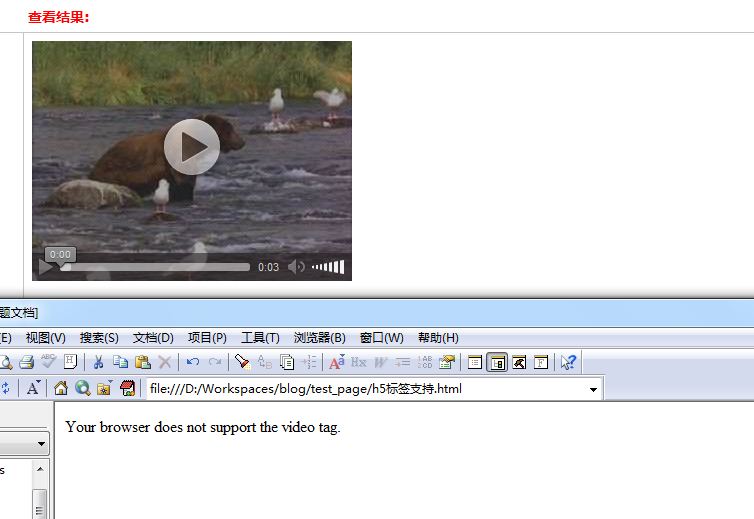 查看结果:
0:00
0:03
题文档]
(E) 视图(V) 搜索(S) 文档(D) 项目(P) 工具(T) 浏览器(B) 窗口(W) 帮助(H)
file:///D:/Workspaces/blog/test_page/h5标签支持.html
Your browser does not support the video tag.
s